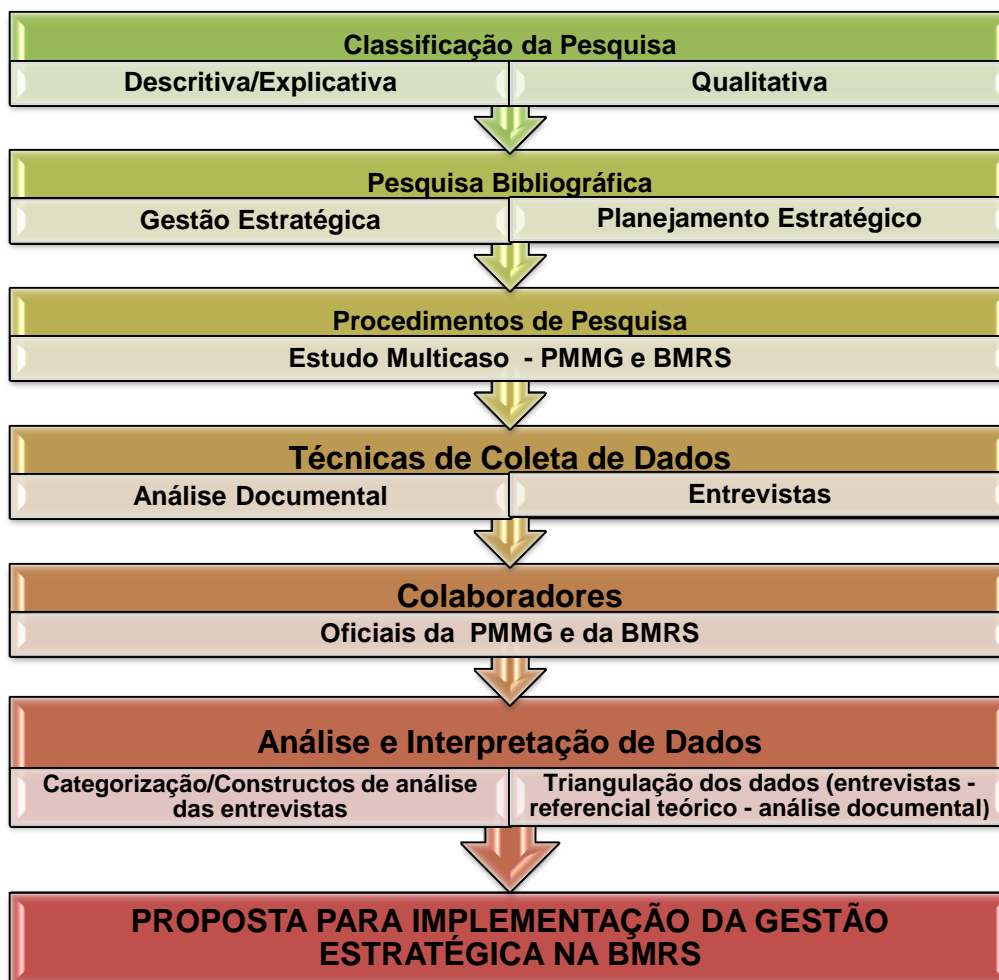 Classificação da Pesquisa
Descritiva/Explicativa
Qualitativa
Pesquisa Bibliográfica
Gestão Estratégica
Planejamento Estratégico
Procedimentos de Pesquisa
Estudo Multicaso - PMMG e BMRS
Técnicas de Coleta de Dados
Análise Documental
Entrevistas
Colaboradores
Oficiais da PMMG e da BMRS
Análise e Interpretação de Dados
Categorização/Constructos de análise
das entrevistas
Triangulação dos dados (entrevistas -
referencial teórico - análise documental)
PROPOSTA PARA IMPLEMENTAÇÃO DA GESTÃO
ESTRATÉGICA NA BMRS